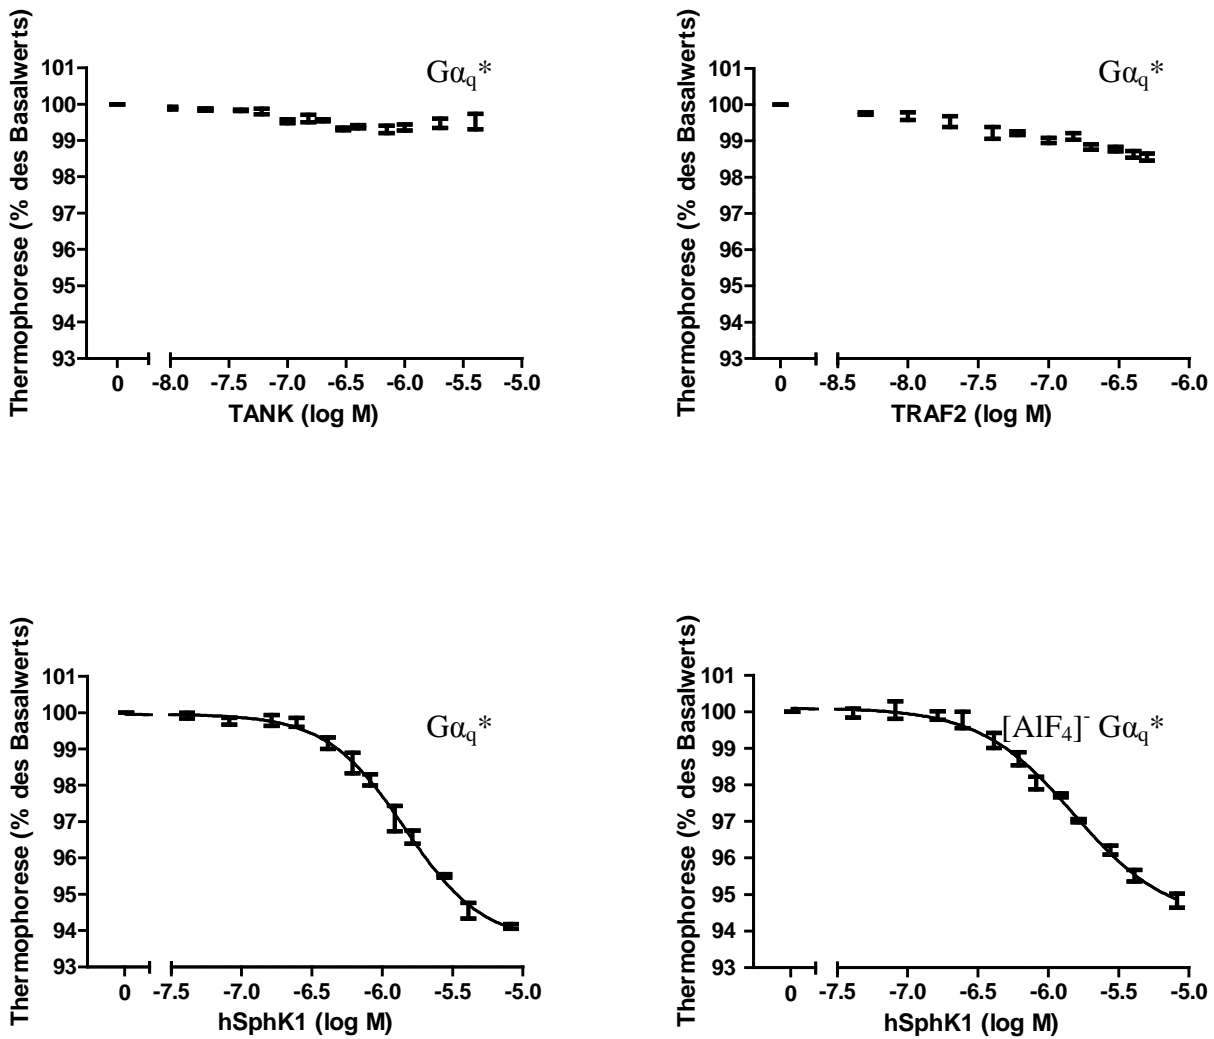 Thermophorese (% des Basalwerts)
101
100
99
98
97
96
95
94
93
Gαq*
0 -8.0 -7.5 -7.0 -6.5 -6.0 -5.5 -5.0
TANK (log M)
Thermophorese (% des Basalwerts)
101
100
99
98
97
96
95
94
93
Gαq*
0 -8.5 -8.0 -7.5 -7.0 -6.5 -6.0
TRAF2 (log M)
Thermophorese (% des Basalwerts)
101
100
99
98
97
96
95
94
93
Gαq*
0 -7.5 -7.0 -6.5 -6.0 -5.5 -5.0
hSphK1 (log M)
Thermophorese (% des Basalwerts)
101
100
99
98
97
96
95
94
93
[AlF₄]⁻ Gαq*
0 -7.5 -7.0 -6.5 -6.0 -5.5 -5.0
hSphK1 (log M)